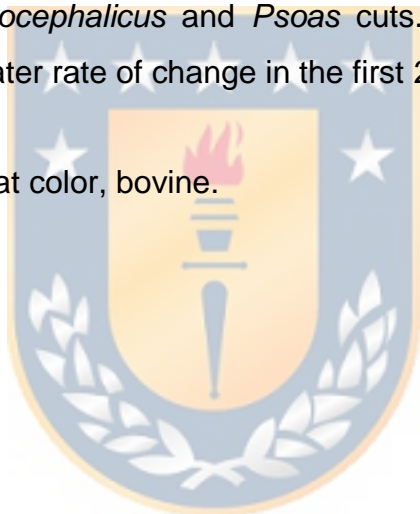 ocephalicus and Psoas cuts.
ater rate of change in the first 2
at color, bovine.